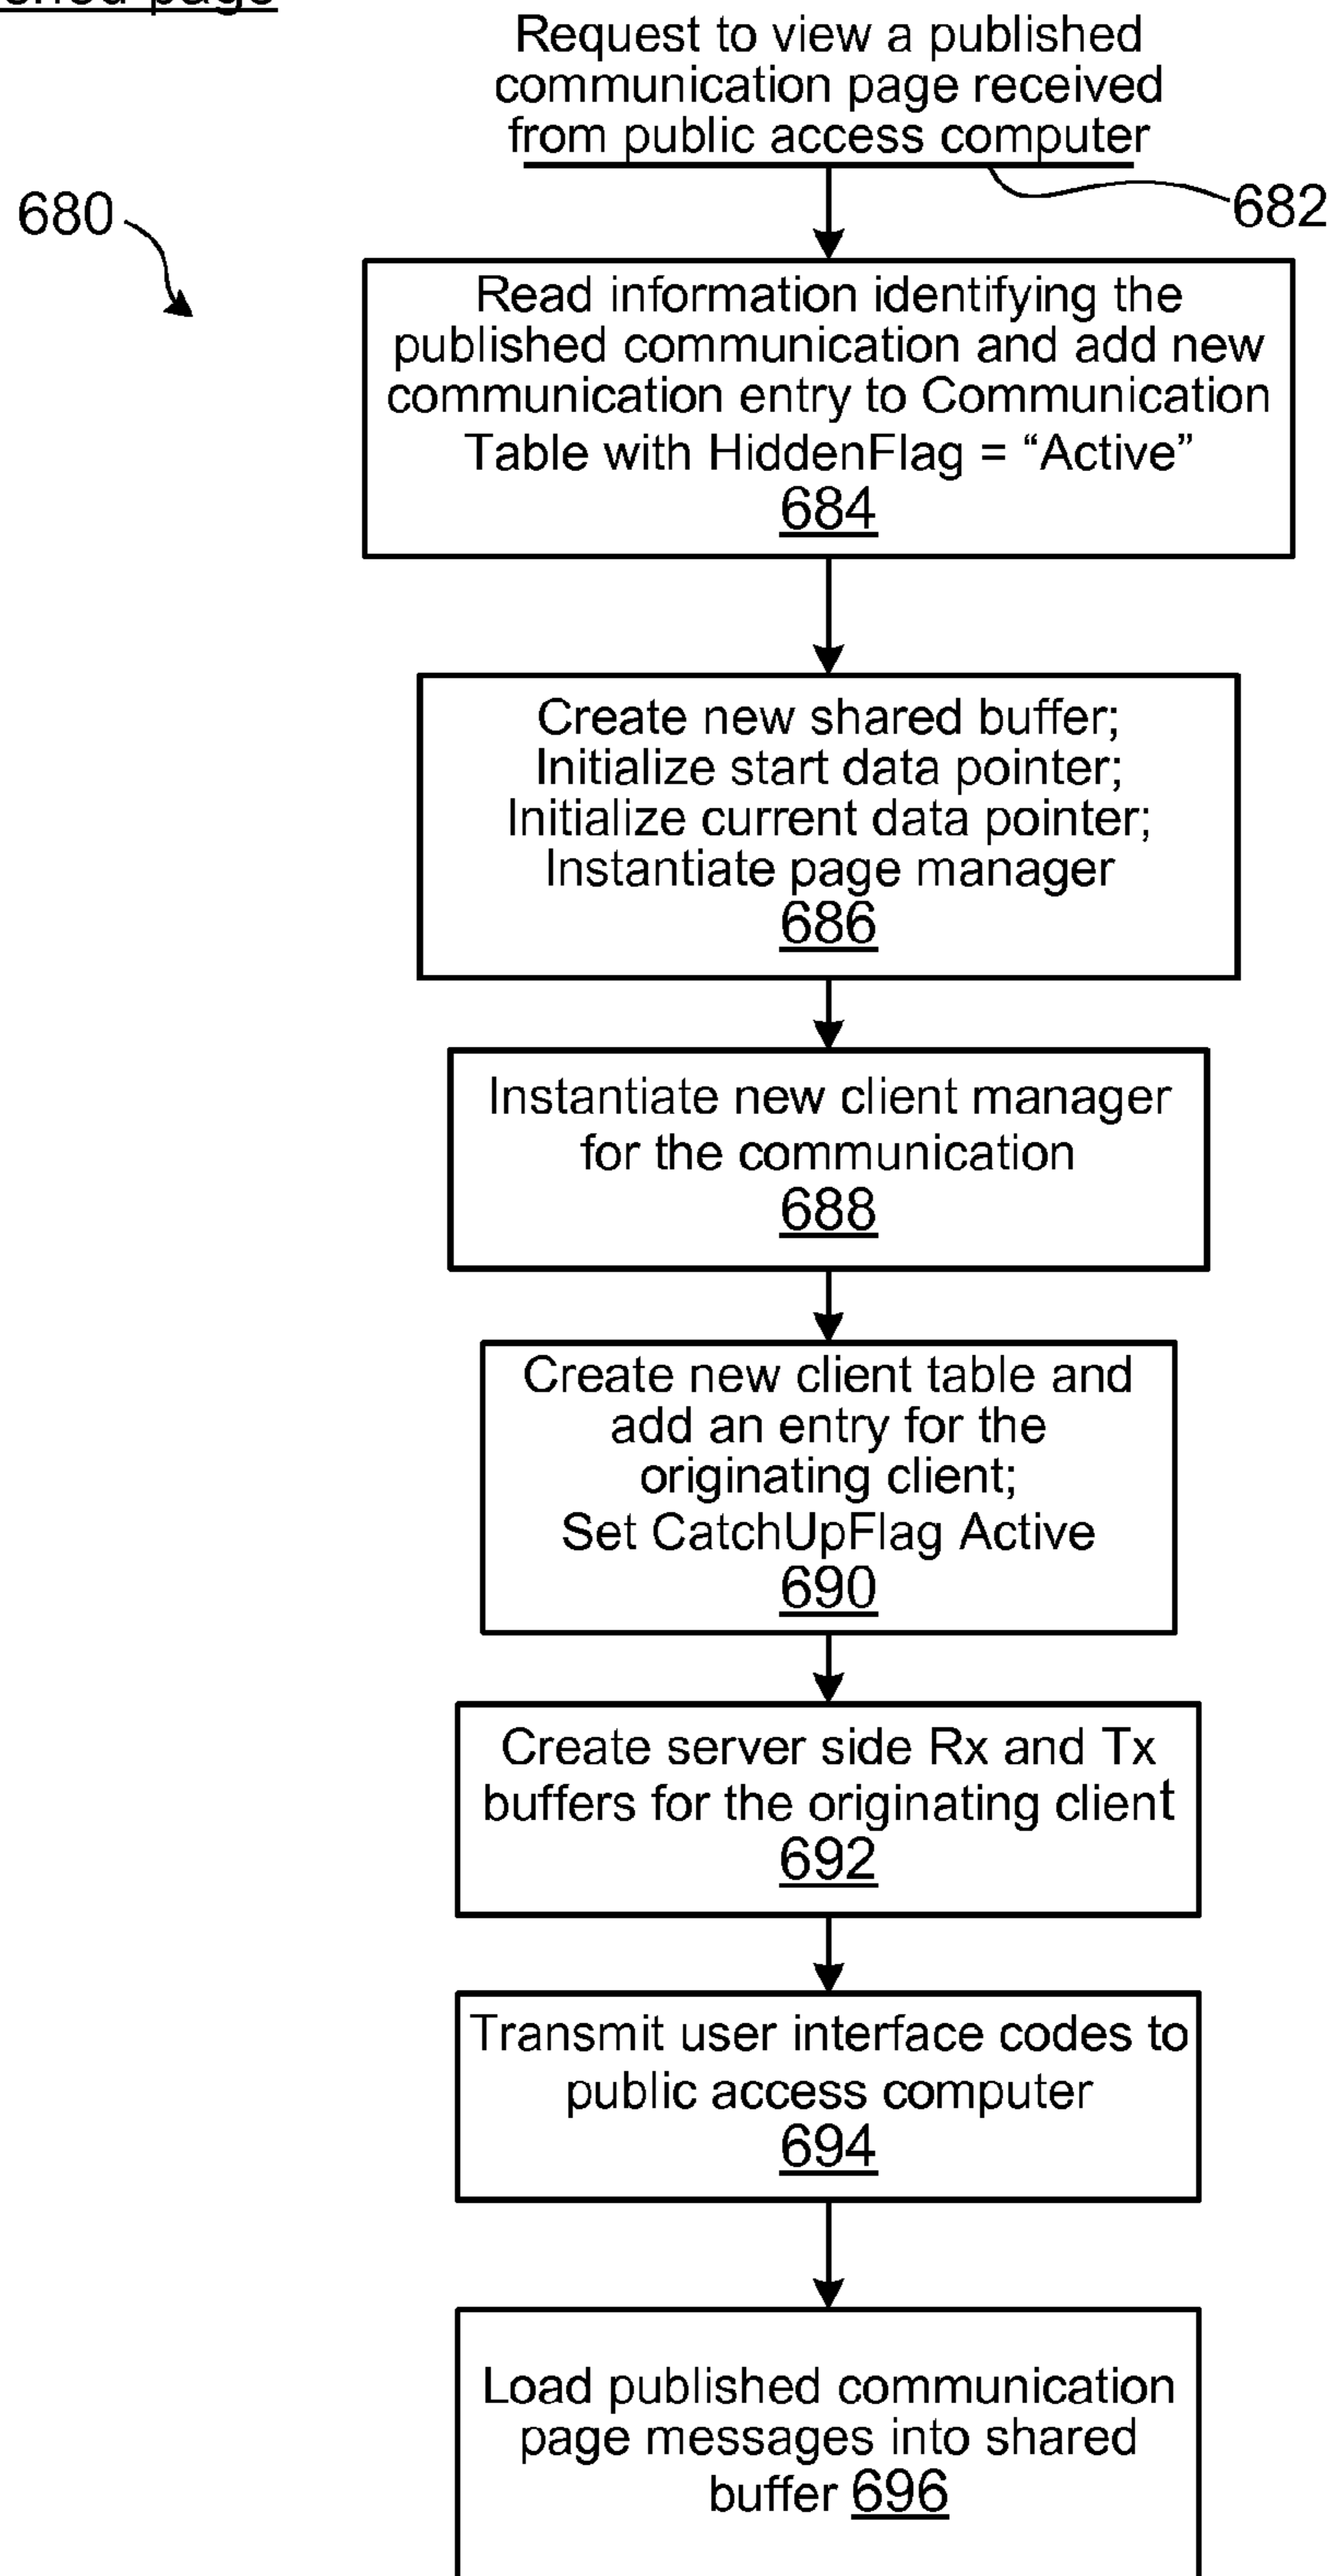 page
Request to view a published
communication page received
from public access computer
680
682
Read information identifying the
published communication and add new
communication entry to Communication
Table with HiddenFlag = “Active”
684
Create new shared buffer;
Initialize start data pointer;
Initialize current data pointer;
Instantiate page manager
686
Instantiate new client manager
for the communication
688
Create new client table and
add an entry for the
originating client;
Set CatchUpFlag Active
690
Create server side Rx and Tx
buffers for the originating client
692
Transmit user interface codes to
public access computer
694
Load published communication
page messages into shared
buffer 696